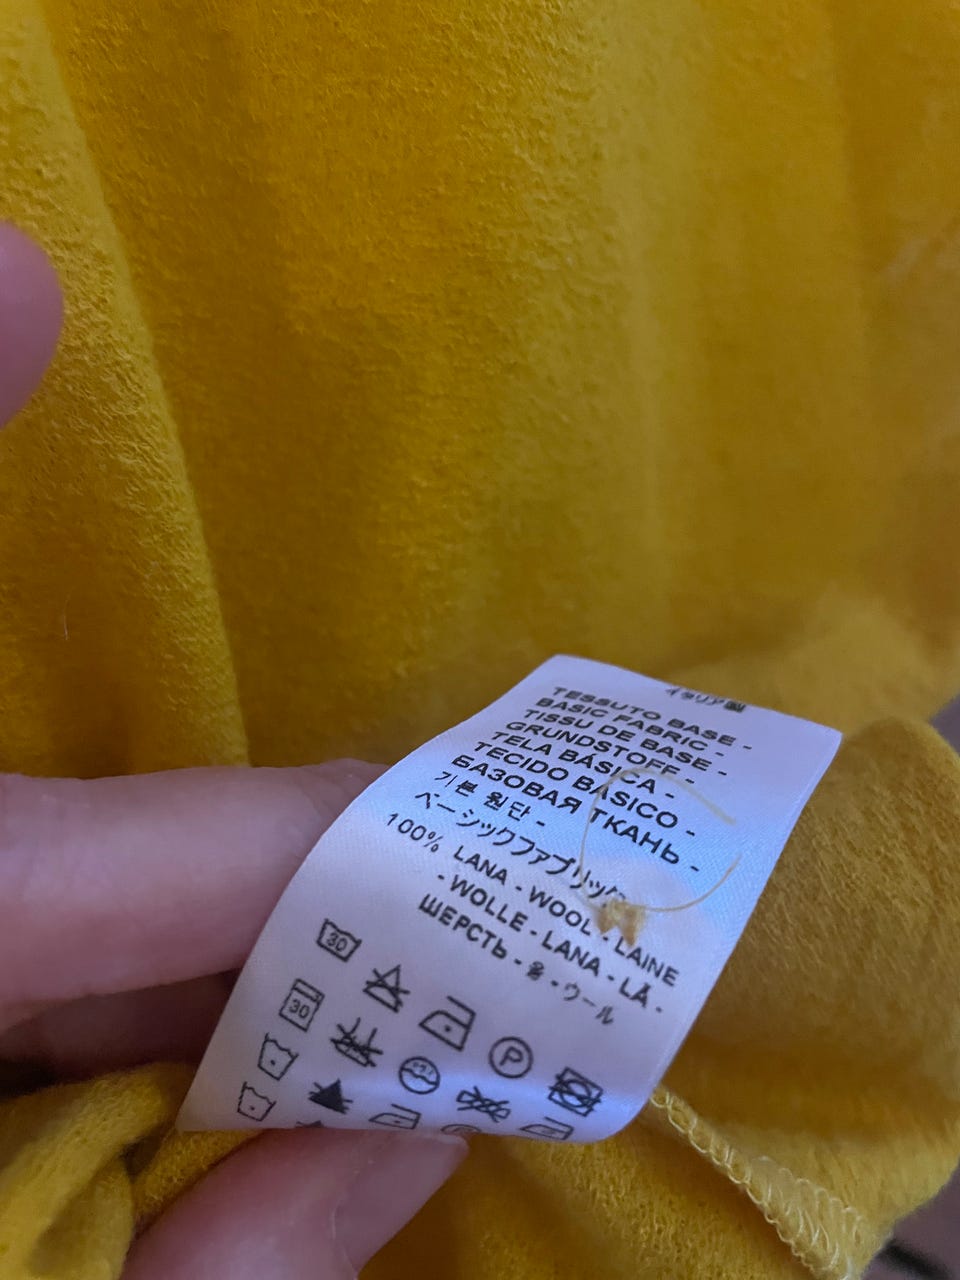 イタリア製
TESSUTO BASE -
BASIC FABRIC -
TISSU DE BASE -
GRUNDSTOFF -
TELA BÁSICA -
TECIDO BÁSICO -
БАЗОВАЯ ТКАНЬ -
기본 원단 -
ベーシックファブリック
100% LANA - WOOL - LAINE
- WOLLE - LANA - LÃ -
ШЕРСТЬ - 울 - ウール
30
P
30